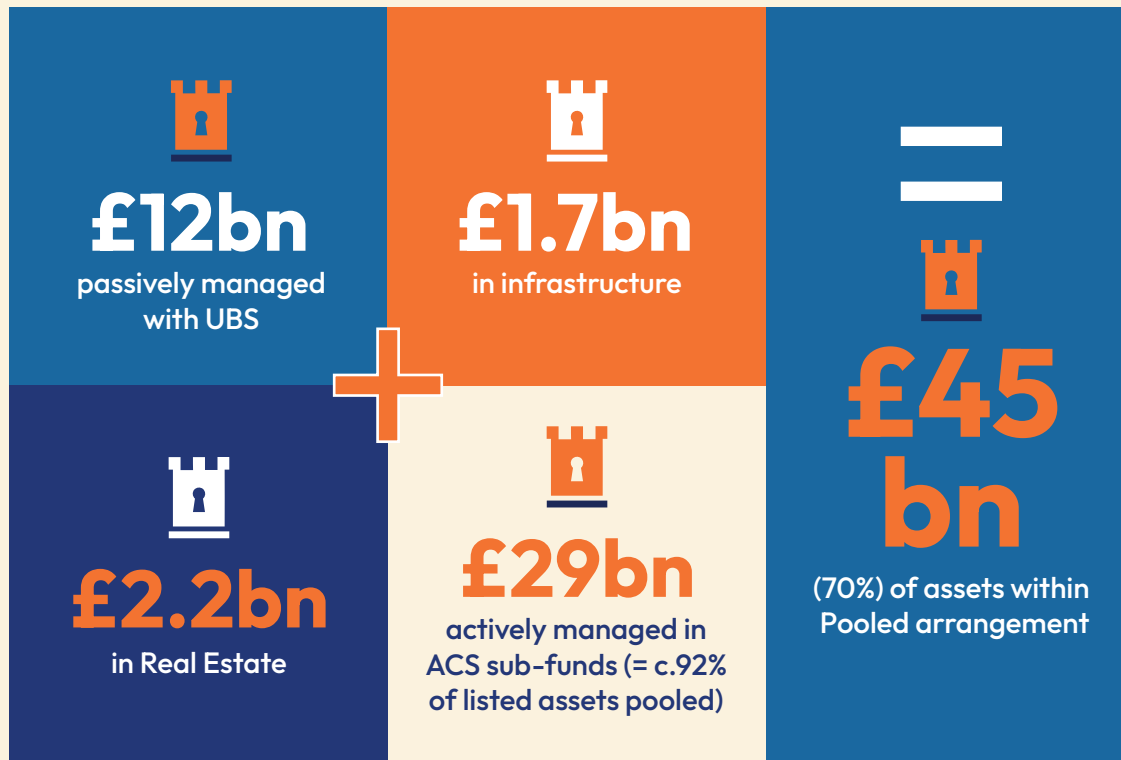 £12bn
passively managed
with UBS
£1.7bn
in infrastructure
£2.2bn
in Real Estate
£29bn
actively managed in
ACS sub-funds (= c.92%
of listed assets pooled)
=
£45
bn
(70%) of assets within
Pooled arrangement